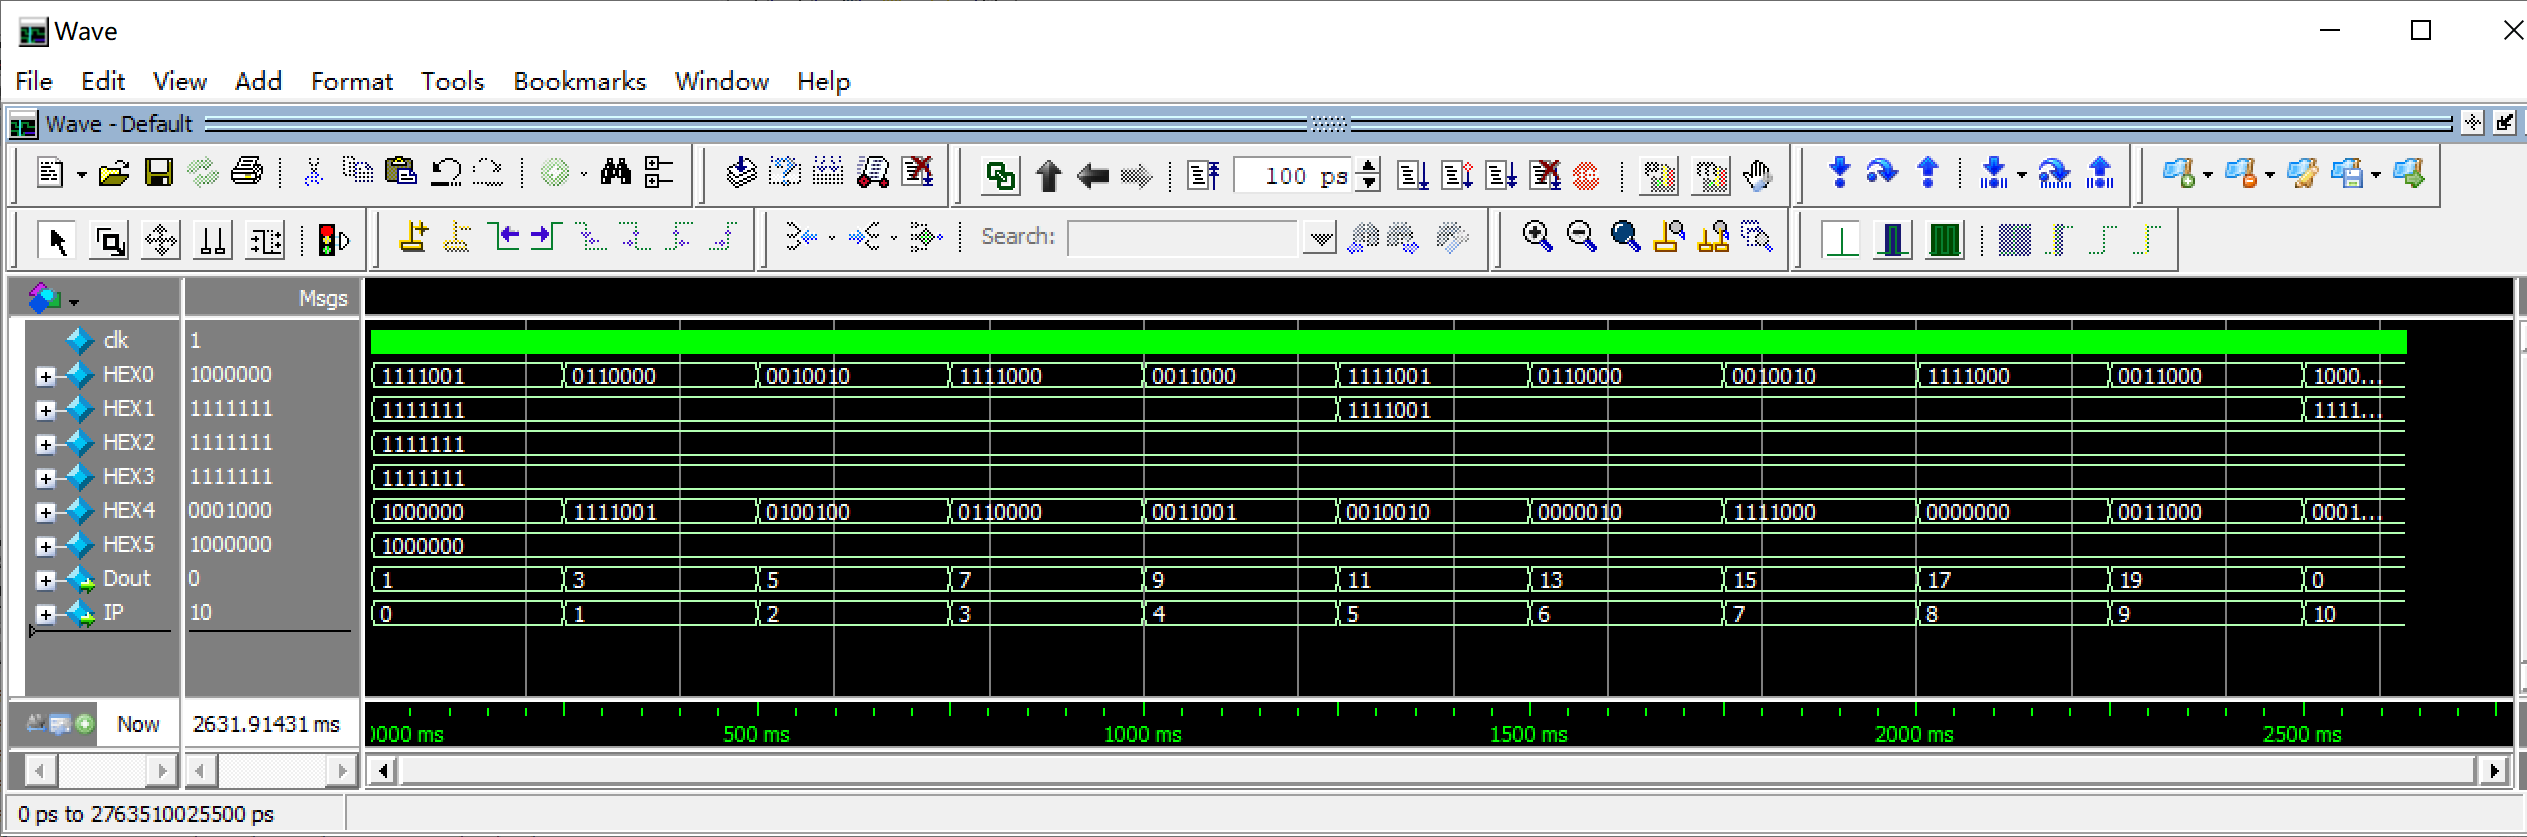 Wave
File Edit View Add Format Tools Bookmarks Window Help
Wave - Default
100 ps
Search:
Msgs
clk 1
HEX0 1000000 1111001 0110000 0010010 1111000 0011000 1111001 0110000 0010010 1111000 0011000 1000...
HEX1 1111111 1111111 1111001 1111...
HEX2 1111111 1111111
HEX3 1111111 1111111
HEX4 0001000 1000000 1111001 0100100 0110000 0011001 0010010 0000010 1111000 0000000 0011000 0001...
HEX5 1000000 1000000
Dout 0 1 3 5 7 9 11 13 15 17 19 0
IP 10 0 1 2 3 4 5 6 7 8 9 10
Now 2631.91431 ms 0000 ms 500 ms 1000 ms 1500 ms 2000 ms 2500 ms
0 ps to 2763510025500 ps